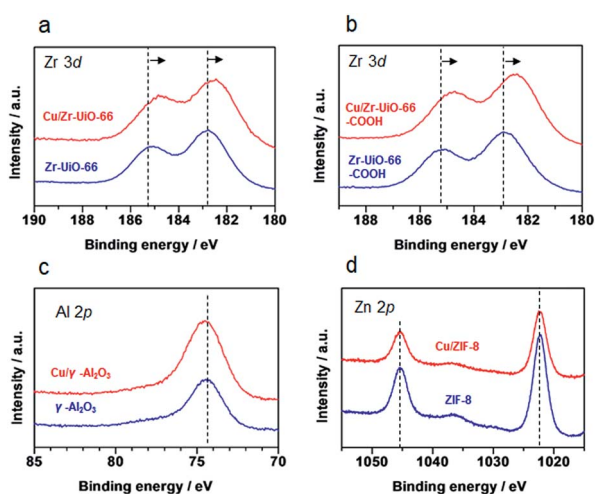 a
Zr 3d
Cu/Zr-UiO-66
Zr-UiO-66
Intensity / a.u.
190 188 186 184 182 180
Binding energy / eV
b
Zr 3d
Cu/Zr-UiO-66
-COOH
Zr-UiO-66
-COOH
Intensity / a.u.
188 186 184 182 180
Binding energy / eV
c
Al 2p
Cu/γ -Al₂O₃
γ -Al₂O₃
Intensity / a.u.
85 80 75 70
Binding energy / eV
d
Zn 2p
Cu/ZIF-8
ZIF-8
Intensity / a.u.
1050 1040 1030 1020
Binding energy / eV